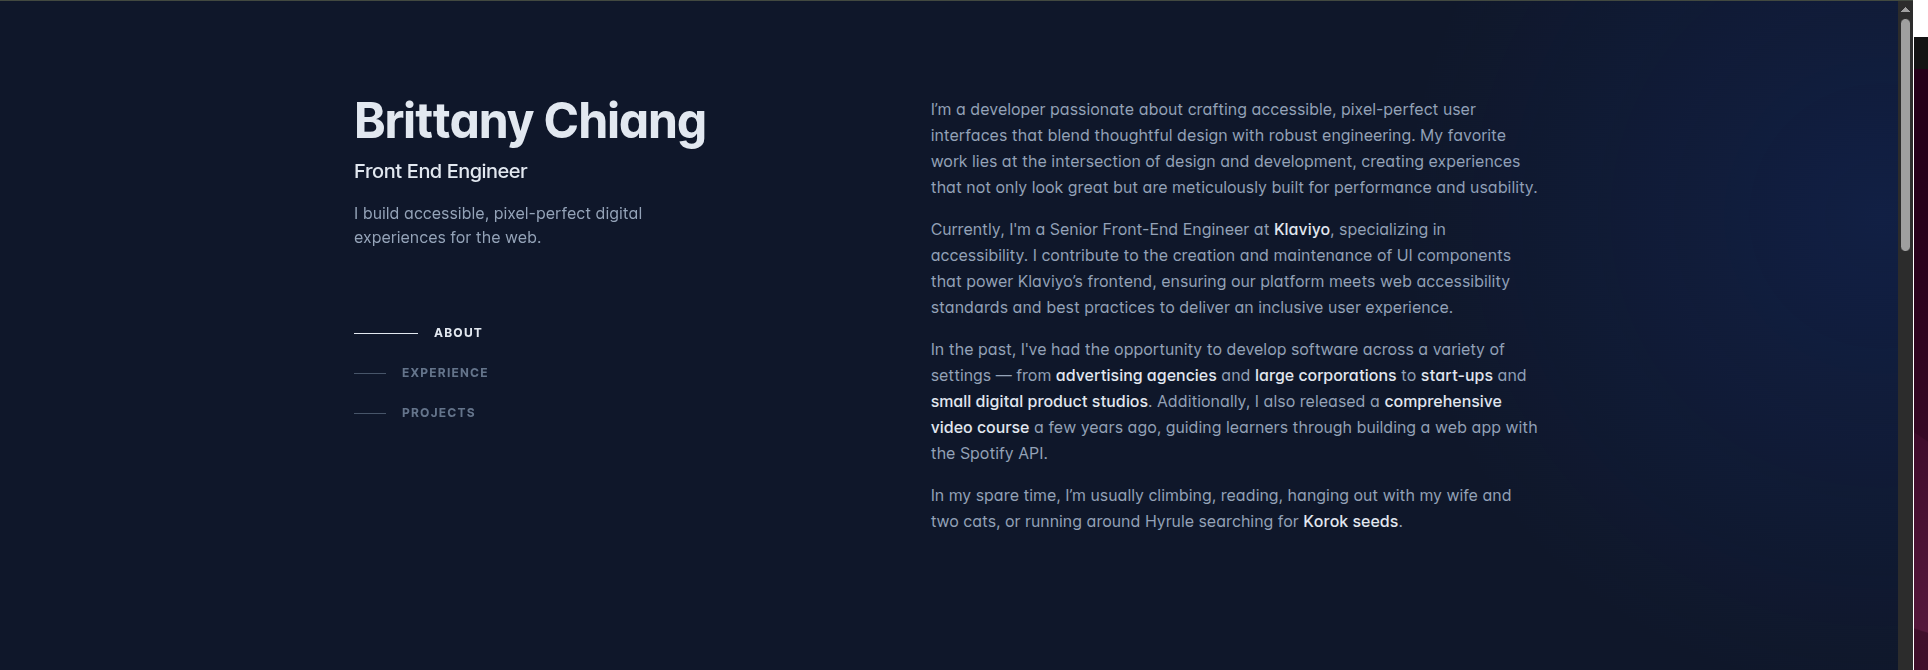 Brittany Chiang
Front End Engineer
I build accessible, pixel-perfect digital
experiences for the web.
ABOUT
EXPERIENCE
PROJECTS
I’m a developer passionate about crafting accessible, pixel-perfect user
interfaces that blend thoughtful design with robust engineering. My favorite
work lies at the intersection of design and development, creating experiences
that not only look great but are meticulously built for performance and usability.
Currently, I'm a Senior Front-End Engineer at Klaviyo, specializing in
accessibility. I contribute to the creation and maintenance of UI components
that power Klaviyo’s frontend, ensuring our platform meets web accessibility
standards and best practices to deliver an inclusive user experience.
In the past, I've had the opportunity to develop software across a variety of
settings — from advertising agencies and large corporations to start-ups and
small digital product studios. Additionally, I also released a comprehensive
video course a few years ago, guiding learners through building a web app with
the Spotify API.
In my spare time, I’m usually climbing, reading, hanging out with my wife and
two cats, or running around Hyrule searching for Korok seeds.